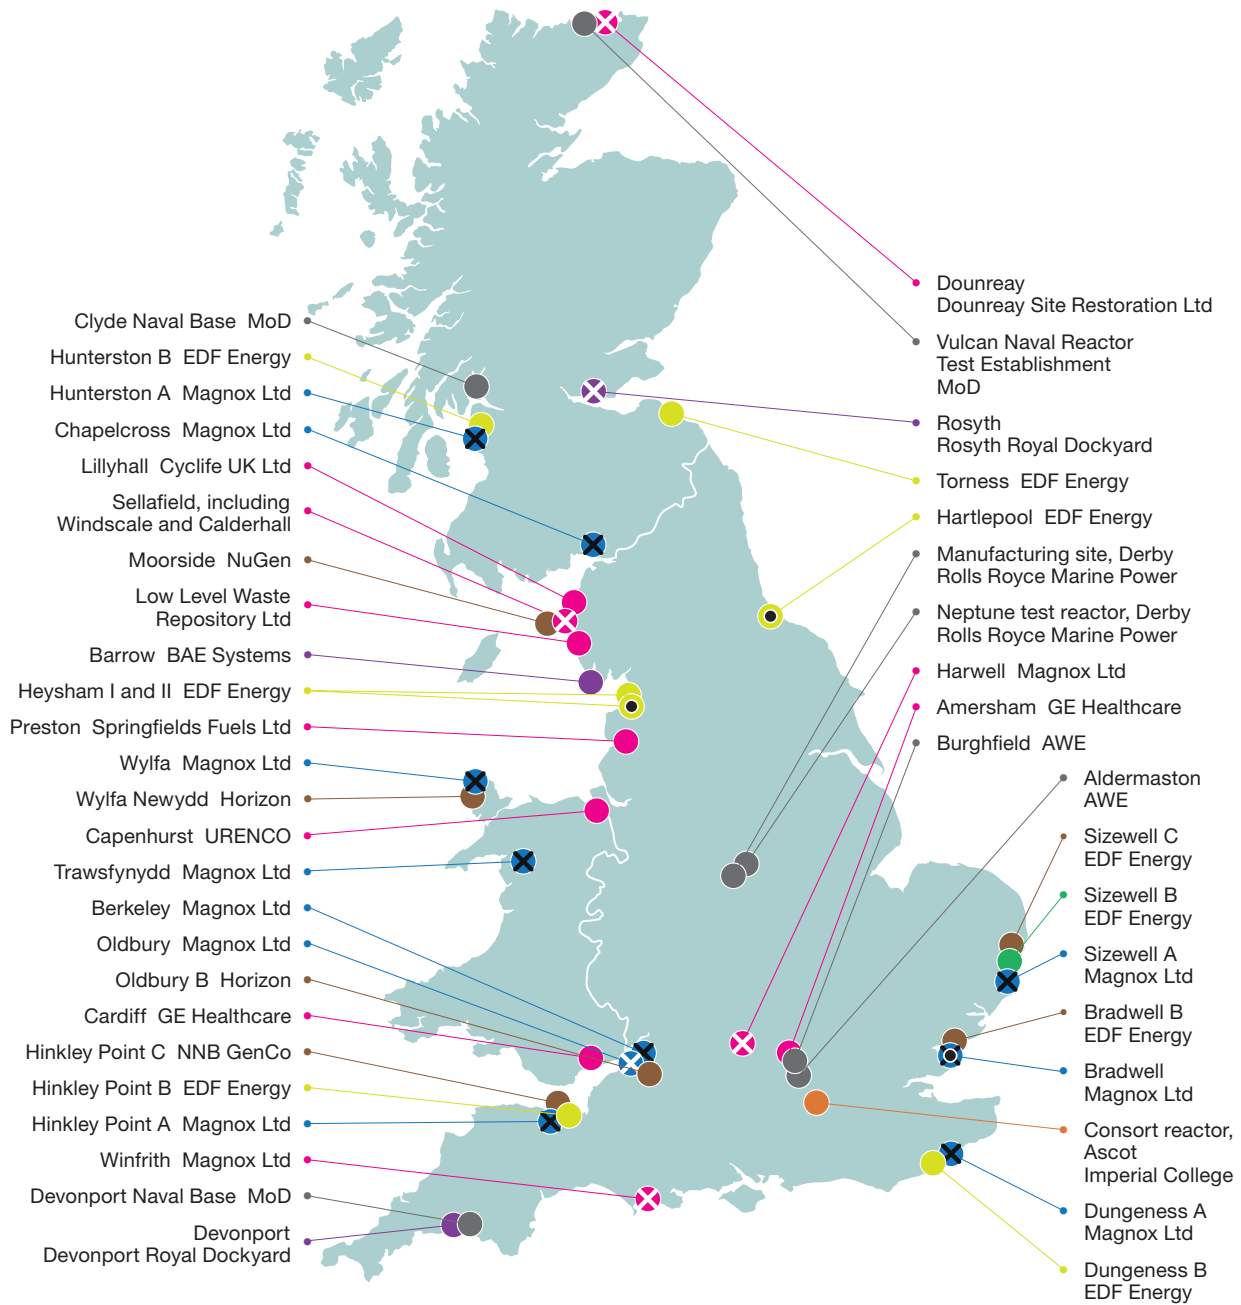 Clyde Naval Base MoD
Hunterston B EDF Energy
Hunterston A Magnox Ltd
Chapelcross Magnox Ltd
Lillyhall Cyclife UK Ltd
Sellafield, including
Windscale and Calderhall
Moorside NuGen
Low Level Waste
Repository Ltd
Barrow BAE Systems
Heysham I and II EDF Energy
Preston Springfields Fuels Ltd
Wylfa Magnox Ltd
Wylfa Newydd Horizon
Capenhurst URENCO
Trawsfynydd Magnox Ltd
Berkeley Magnox Ltd
Oldbury Magnox Ltd
Oldbury B Horizon
Cardiff GE Healthcare
Hinkley Point C NNB GenCo
Hinkley Point B EDF Energy
Hinkley Point A Magnox Ltd
Winfrith Magnox Ltd
Devonport Naval Base MoD
Devonport
Devonport Royal Dockyard
Dounreay
Dounreay Site Restoration Ltd
Vulcan Naval Reactor
Test Establishment
MoD
Rosyth
Rosyth Royal Dockyard
Torness EDF Energy
Hartlepool EDF Energy
Manufacturing site, Derby
Rolls Royce Marine Power
Neptune test reactor, Derby
Rolls Royce Marine Power
Harwell Magnox Ltd
Amersham GE Healthcare
Burghfield AWE
Aldermaston
AWE
Sizewell C
EDF Energy
Sizewell B
EDF Energy
Sizewell A
Magnox Ltd
Bradwell B
EDF Energy
Bradwell
Magnox Ltd
Consort reactor,
Ascot
Imperial College
Dungeness A
Magnox Ltd
Dungeness B
EDF Energy